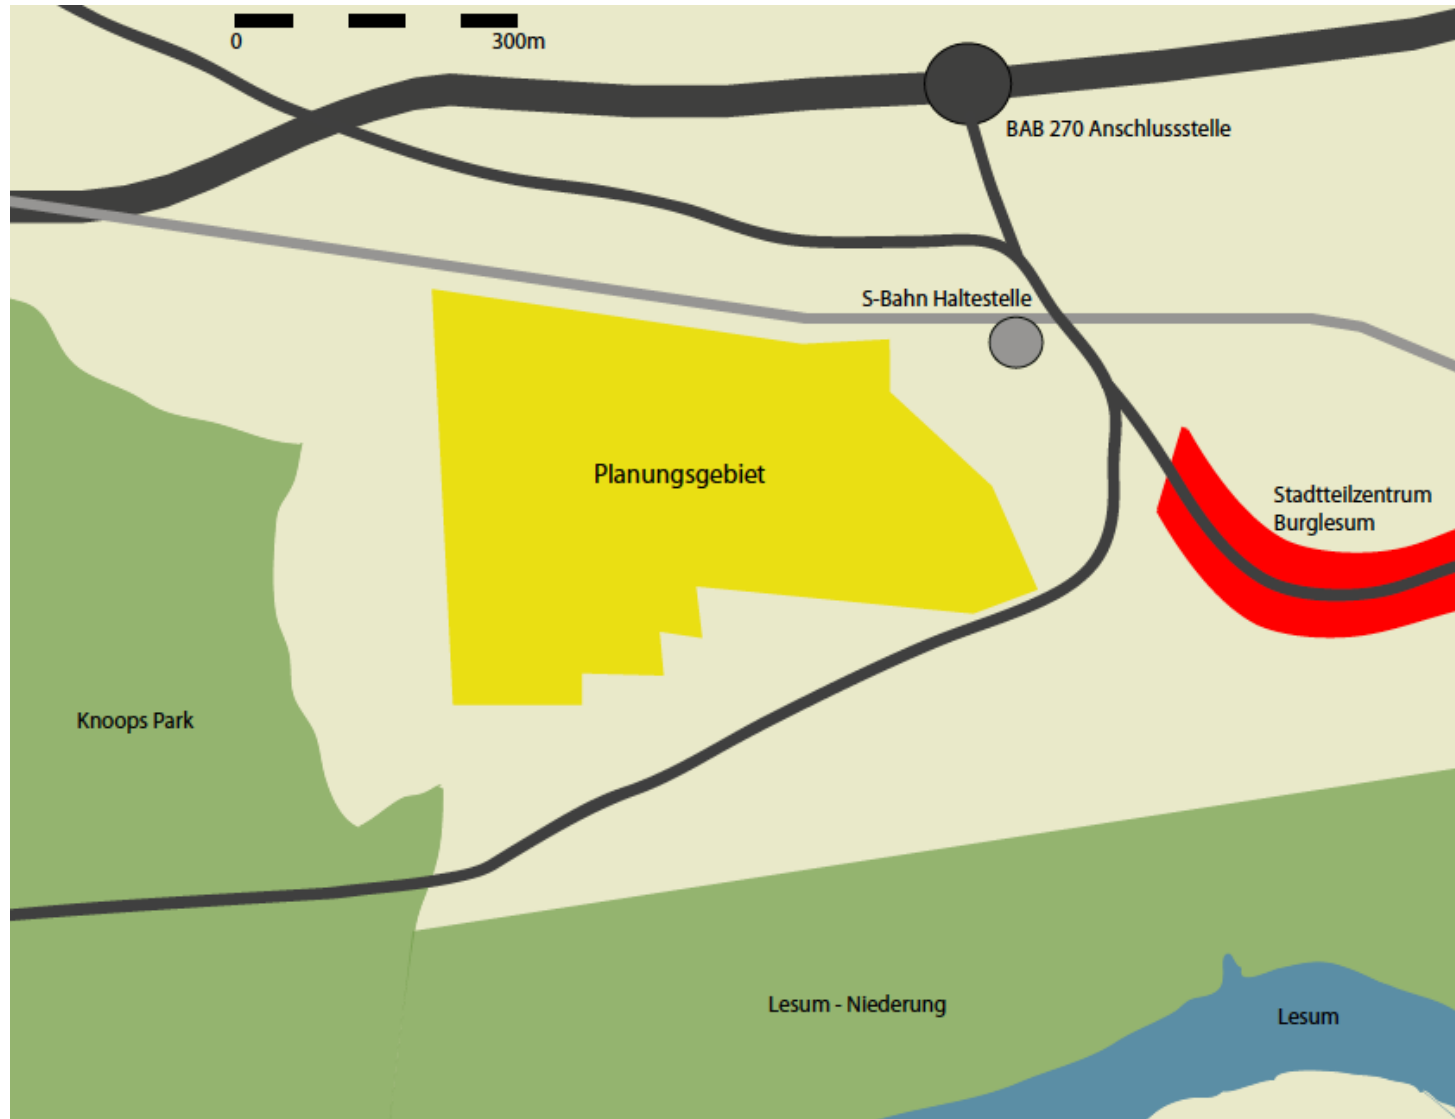 0 300m
BAB 270 Anschlussstelle
S-Bahn Haltestelle
Planungsgebiet
Stadtteilzentrum
Burglesum
Knoops Park
Lesum - Niederung
Lesum